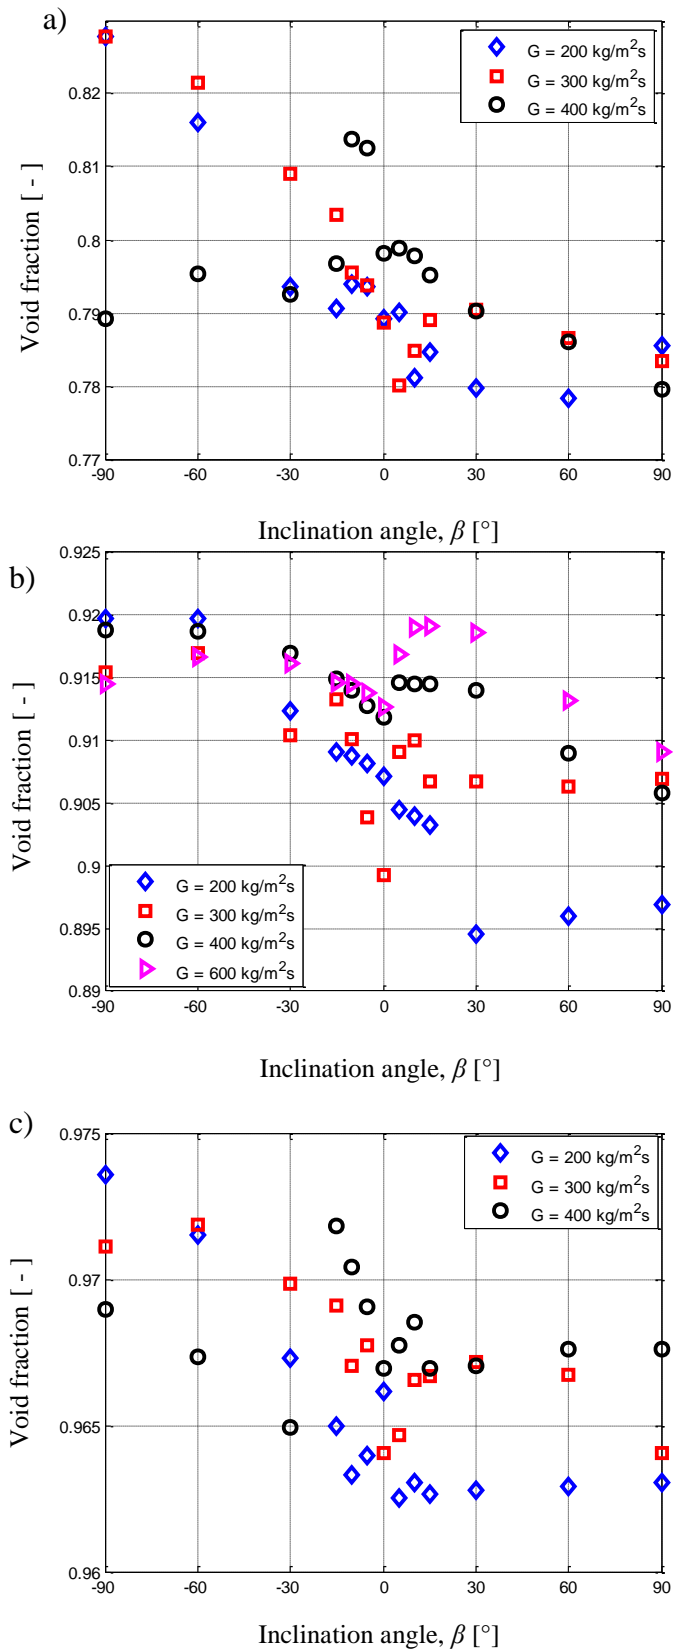 a)
Void fraction [ - ]
0.82
0.81
0.8
0.79
0.78
0.77
G = 200 kg/m²s
G = 300 kg/m²s
G = 400 kg/m²s
-90 -60 -30 0 30 60 90
Inclination angle, β [°]
b)
Void fraction [ - ]
0.925
0.92
0.915
0.91
0.905
0.9
0.895
0.89
G = 200 kg/m²s
G = 300 kg/m²s
G = 400 kg/m²s
G = 600 kg/m²s
-90 -60 -30 0 30 60 90
Inclination angle, β [°]
c)
Void fraction [ - ]
0.975
0.97
0.965
0.96
G = 200 kg/m²s
G = 300 kg/m²s
G = 400 kg/m²s
-90 -60 -30 0 30 60 90
Inclination angle, β [°]